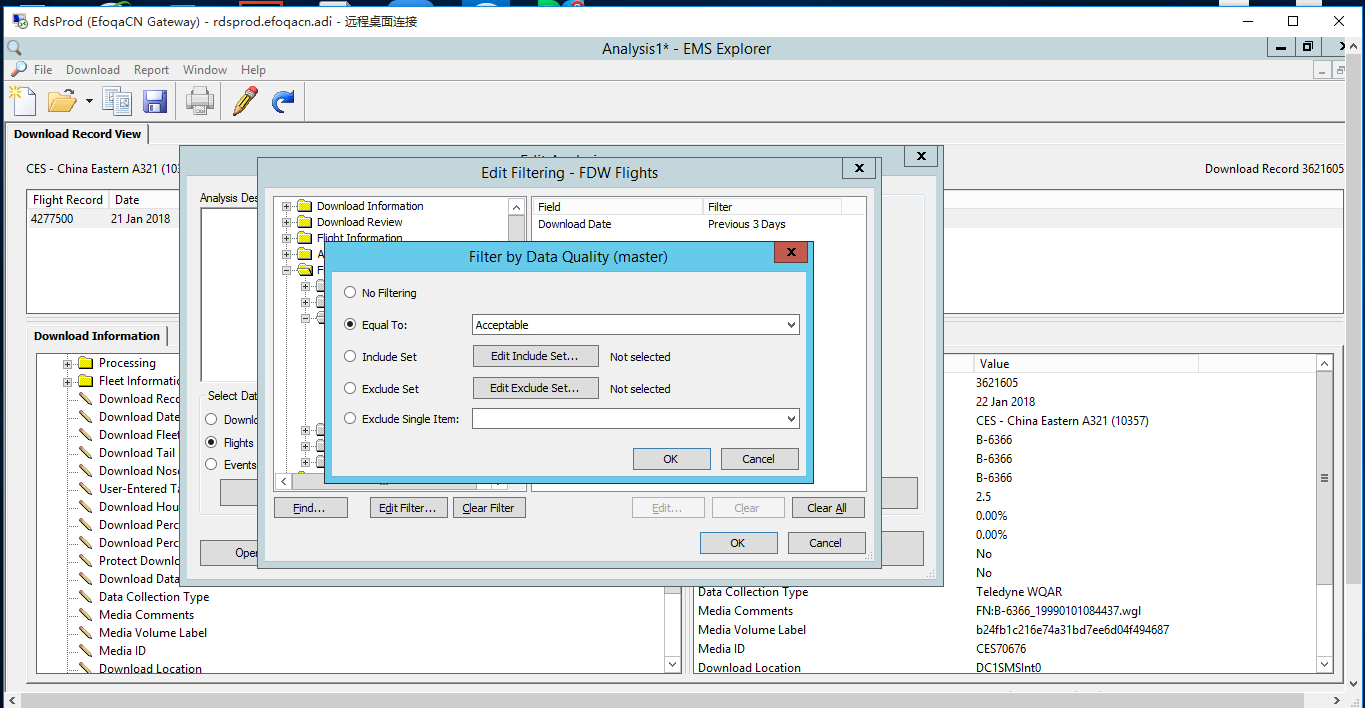 RdsProd (EfoqaCN Gateway) - rdsprod.efoqacn.adi - 远程桌面连接
Analysis1* - EMS Explorer
File Download Report Window Help
Download Record View
CES - China Eastern A321 (103
Download Record 3621605
Flight Record Date
4277500 21 Jan 2018
Edit Filtering - FDW Flights
Analysis Des
Download Information
Download Review
Flight Information
A
F
Field Filter
Download Date Previous 3 Days
Filter by Data Quality (master)
No Filtering
Equal To: Acceptable
Include Set Edit Include Set... Not selected
Exclude Set Edit Exclude Set... Not selected
Exclude Single Item:
OK Cancel
Select Dat
Downlo
Flights
Events
Find... Edit Filter... Clear Filter Edit... Clear Clear All
OK Cancel
Open
Download Information
Processing
Fleet Informatio
Download Reco
Download Date
Download Fleet
Download Tail
Download Nose
User-Entered Ta
Download Hou
Download Perc
Download Perc
Protect Downlo
Download Data
Data Collection Type
Media Comments
Media Volume Label
Media ID
Download Location
Value
3621605
22 Jan 2018
CES - China Eastern A321 (10357)
B-6366
B-6366
B-6366
2.5
0.00%
0.00%
No
No
Data Collection Type Teledyne WQAR
Media Comments FN:B-6366_19990101084437.wgl
Media Volume Label b24fb1c216e74a31bd7ee6d04f494687
Media ID CES70676
Download Location DC1SMSInt0